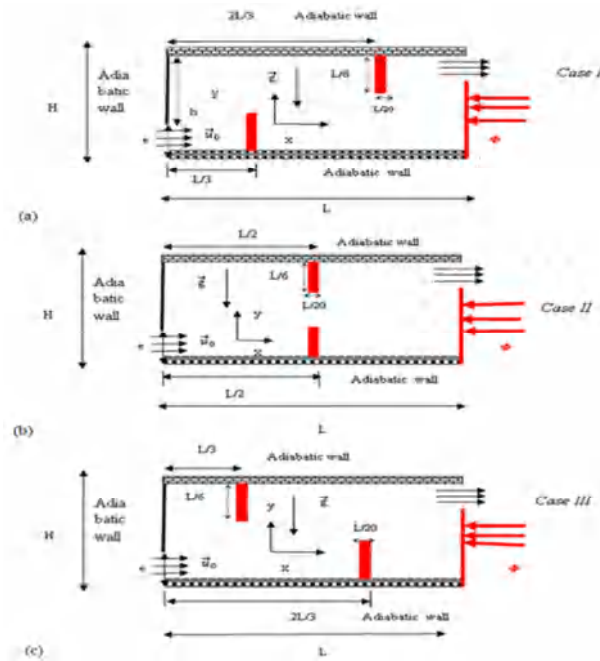 2L/3 Adiabatic wall
Adia
batic
wall
H
L/6
L/20
h
y
x
e
u₀
Case I
Φ
L/3
Adiabatic wall
L
(a)
L/2
Adiabatic wall
Adia
batic
wall
H
L/6
L/20
g
y
x
e
u₀
Case II
Φ
Adiabatic wall
L/2
L
(b)
L/3
Adiabatic wall
Adia
batic
wall
H
L/6
L/20
g
y
x
e
u₀
Case III
Φ
2L/3 Adiabatic wall
L
(c)